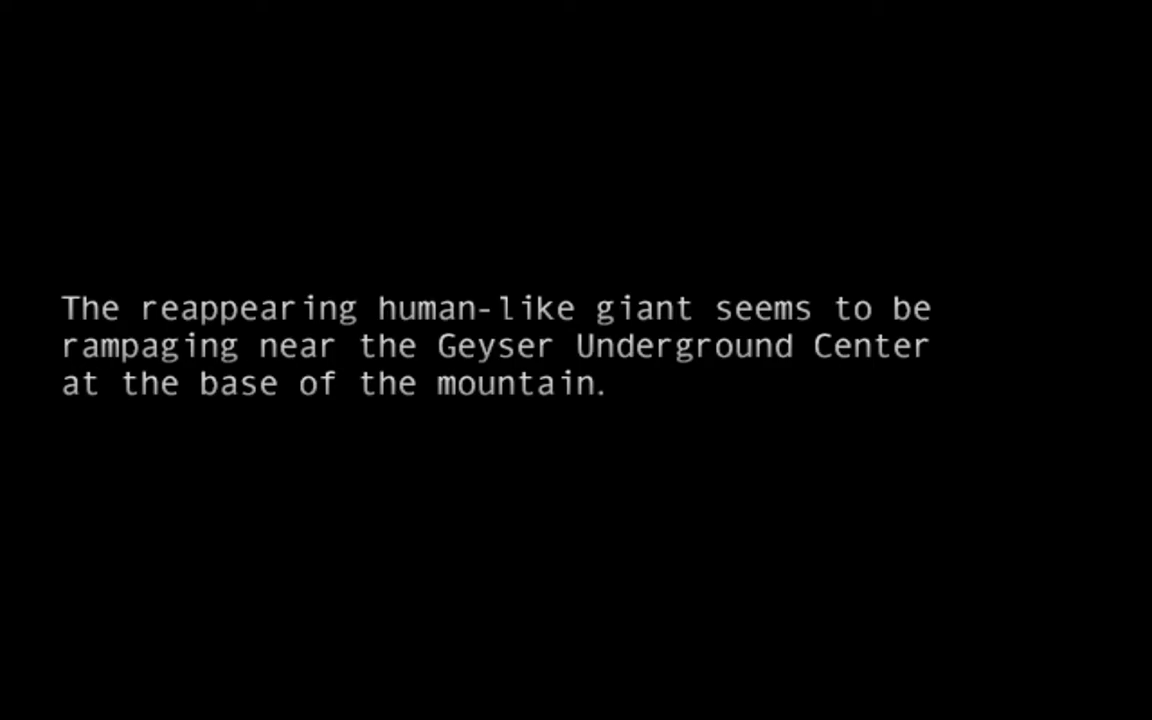 The reappearing human-like giant seems to be
rampaging near the Geyser Underground Center
at the base of the mountain.